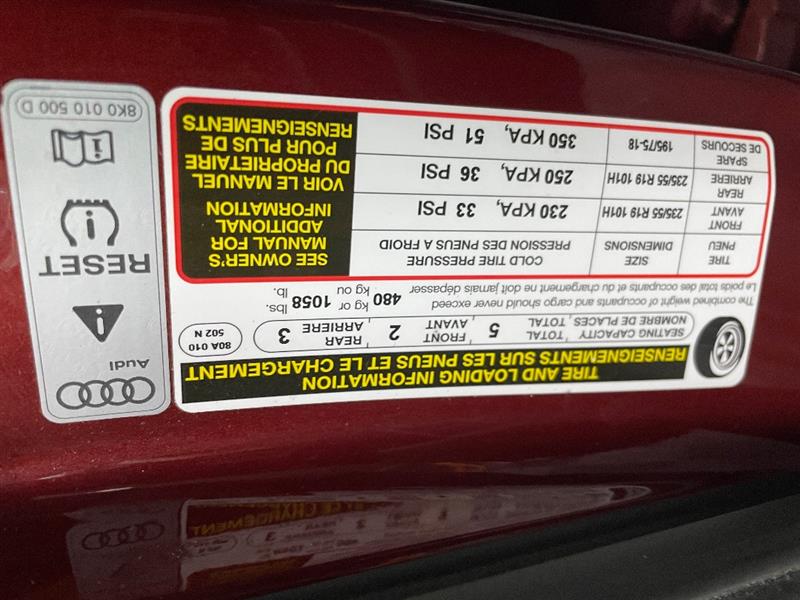 TIRE AND LOADING INFORMATION
RENSEIGNEMENTS SUR LES PNEUS ET LE CHARGEMENT
SEATING CAPACITY TOTAL 5 FRONT 2 REAR 3
NOMBRE DE PLACES TOTAL AVANT ARRIERE
80A 010
502 N
The combined weight of occupants and cargo should never exceed 480 kg or 1058 lbs.
Le poids total des occupants et du chargement ne doit jamais dépasser kg ou lb.
TIRE SIZE COLD TIRE PRESSURE
PNEU DIMENSIONS PRESSION DES PNEUS A FROID
FRONT 235/55 R19 101H 230 KPA, 33 PSI
AVANT
REAR 235/55 R19 101H 250 KPA, 36 PSI
ARRIERE
SPARE 195/75-18 350 KPA, 51 PSI
DE SECOURS
SEE OWNER'S
MANUAL FOR
ADDITIONAL
INFORMATION
VOIR LE MANUEL
DU PROPRIETAIRE
POUR PLUS DE
RENSEIGNEMENTS
Audi
RESET
8K0 010 500 D